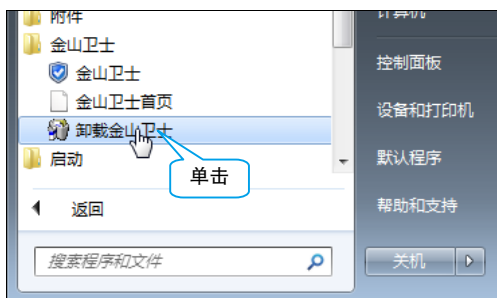 附件
金山卫士
金山卫士
金山卫士首页
卸载金山卫士
启动
单击
返回
搜索程序和文件
计算机
控制面板
设备和打印机
默认程序
帮助和支持
关机